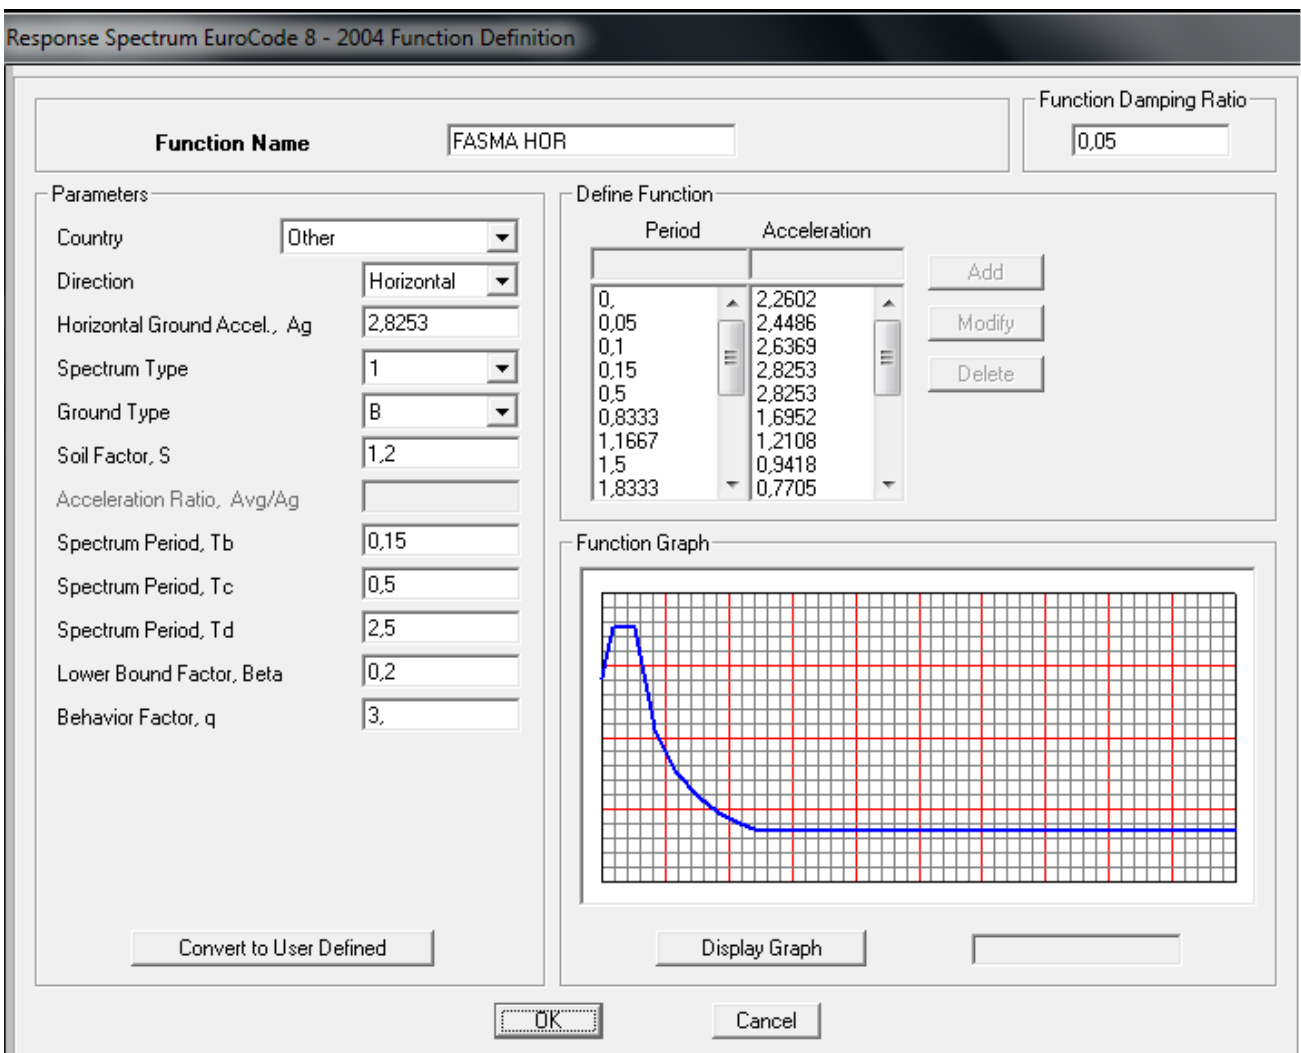 Response Spectrum EuroCode 8 - 2004 Function Definition
Function Name
FASMA HOR
Function Damping Ratio
0,05
Parameters
Country
Other
Direction
Horizontal
Horizontal Ground Accel., Ag
2,8253
Spectrum Type
1
Ground Type
B
Soil Factor, S
1,2
Acceleration Ratio, Avg/Ag
Spectrum Period, Tb
0,15
Spectrum Period, Tc
0,5
Spectrum Period, Td
2,5
Lower Bound Factor, Beta
0,2
Behavior Factor, q
3,
Convert to User Defined
Define Function
Period Acceleration
0, 2,2602
0,05 2,4486
0,1 2,6369
0,15 2,8253
0,5 2,8253
0,8333 1,6952
1,1667 1,2108
1,5 0,9418
1,8333 0,7705
Add
Modify
Delete
Function Graph
Display Graph
OK
Cancel